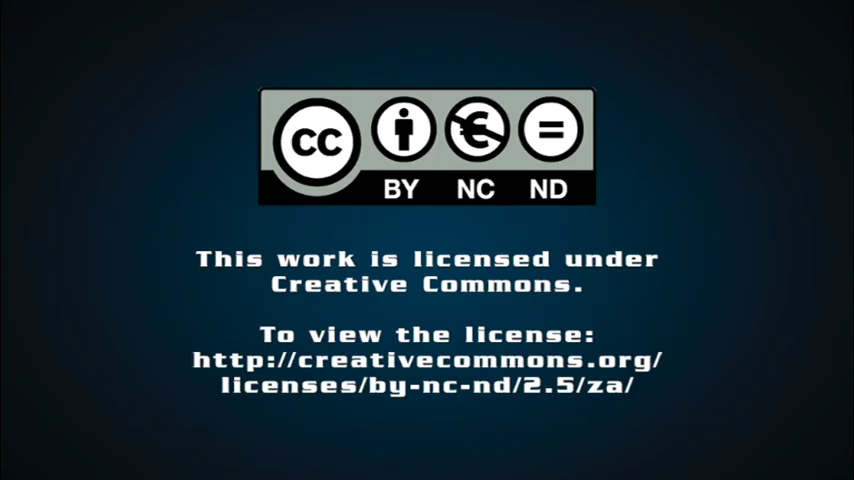 CC
BY NC ND
This work is licensed under
Creative Commons.
To view the license:
http://creativecommons.org/
licenses/by-nc-nd/2.5/za/